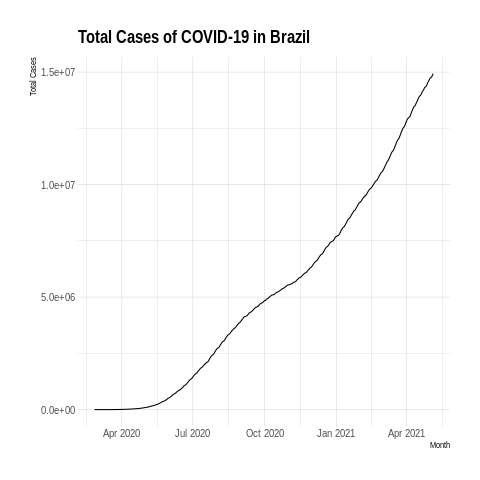 Total Cases of COVID-19 in Brazil
Total Cases
1.5e+07
1.0e+07
5.0e+06
0.0e+00
Apr 2020 Jul 2020 Oct 2020 Jan 2021 Apr 2021
Month